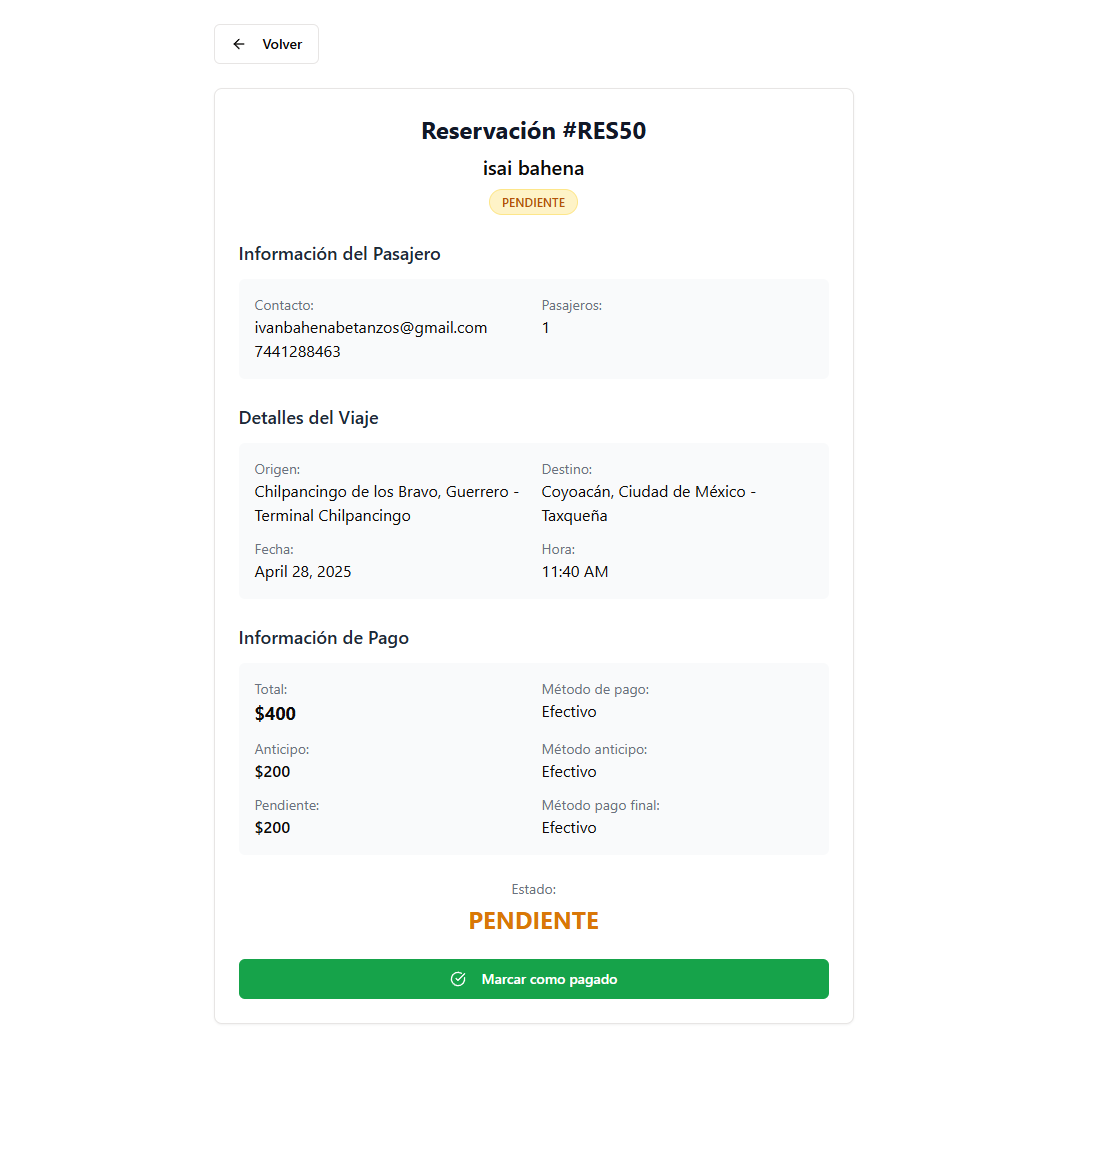 Volver
Reservación #RES50
isai bahena
PENDIENTE
Información del Pasajero
Contacto:
ivanbahenabetanzos@gmail.com
7441288463
Pasajeros:
1
Detalles del Viaje
Origen:
Chilpancingo de los Bravo, Guerrero -
Terminal Chilpancingo
Destino:
Coyoacán, Ciudad de México -
Taxqueña
Fecha:
April 28, 2025
Hora:
11:40 AM
Información de Pago
Total:
$400
Método de pago:
Efectivo
Anticipo:
$200
Método anticipo:
Efectivo
Pendiente:
$200
Método pago final:
Efectivo
Estado:
PENDIENTE
Marcar como pagado